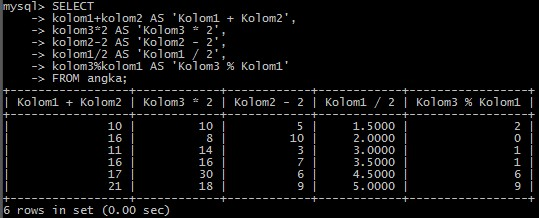 mysql> SELECT
-> kolom1+kolom2 AS 'Kolom1 + Kolom2',
-> kolom3*2 AS 'Kolom3 * 2',
-> kolom2-2 AS 'Kolom2 - 2',
-> kolom1/2 AS 'Kolom1 / 2',
-> kolom3%kolom1 AS 'Kolom3 % Kolom1'
-> FROM angka;
+-----------------+------------+------------+------------+-----------------+
| Kolom1 + Kolom2 | Kolom3 * 2 | Kolom2 - 2 | Kolom1 / 2 | Kolom3 % Kolom1 |
+-----------------+------------+------------+------------+-----------------+
| 10 | 10 | 5 | 1.5000 | 2 |
| 16 | 8 | 10 | 2.0000 | 0 |
| 11 | 14 | 3 | 3.0000 | 1 |
| 16 | 16 | 7 | 3.5000 | 1 |
| 17 | 30 | 6 | 4.5000 | 6 |
| 21 | 18 | 9 | 5.0000 | 9 |
+-----------------+------------+------------+------------+-----------------+
6 rows in set (0.00 sec)